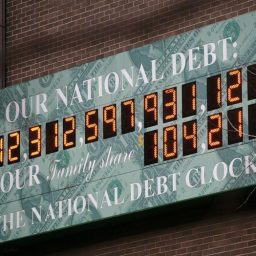 OUR NATIONAL DEBT:
12,312,597,931,12
OUR Family share 104,21
THE NATIONAL DEBT CLOCK